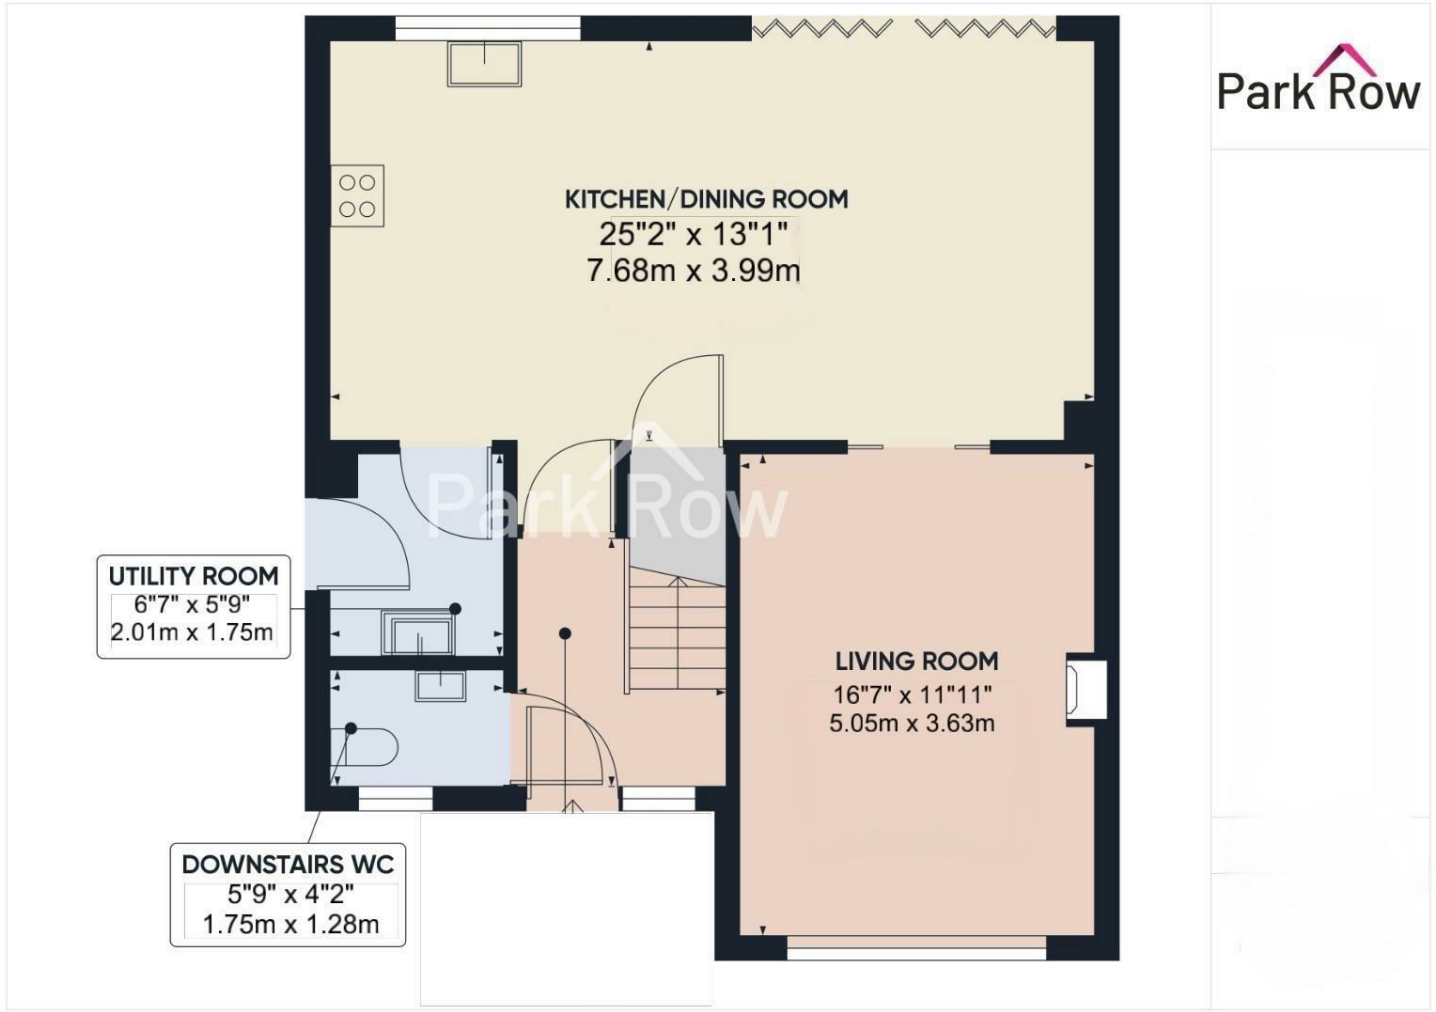 Park Row
KITCHEN/DINING ROOM
25"2" x 13"1"
7.68m x 3.99m
Park Row
UTILITY ROOM
6"7" x 5"9"
2.01m x 1.75m
LIVING ROOM
16"7" x 11"11"
5.05m x 3.63m
DOWNSTAIRS WC
5"9" x 4"2"
1.75m x 1.28m